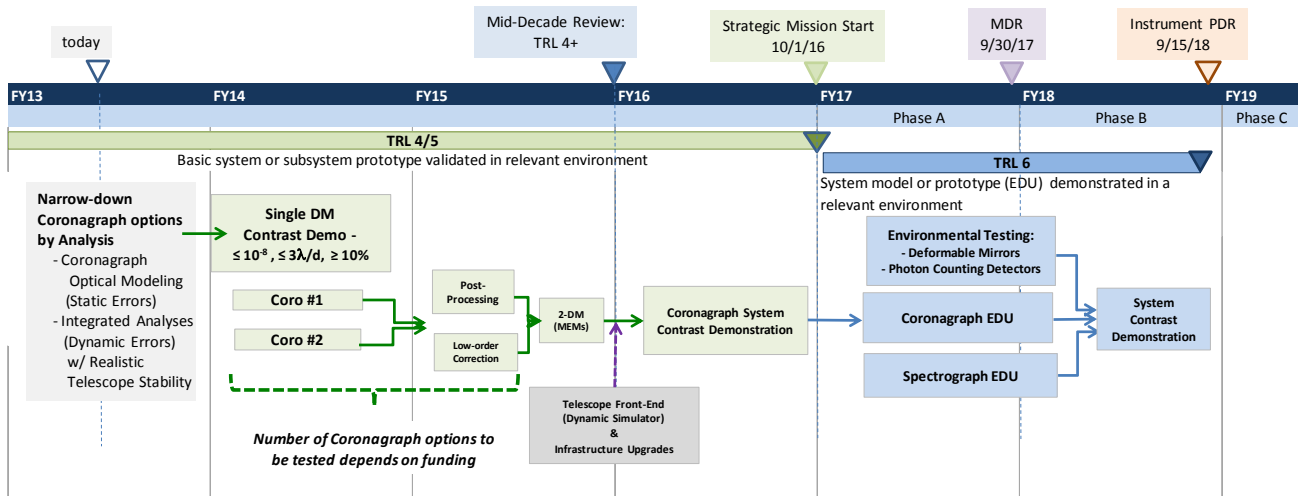 today
Mid-Decade Review:
TRL 4+
Strategic Mission Start
10/1/16
MDR
9/30/17
Instrument PDR
9/15/18
FY13
FY14
FY15
FY16
FY17
FY18
FY19
Phase A
Phase B
Phase C
TRL 4/5
Basic system or subsystem prototype validated in relevant environment
TRL 6
System model or prototype (EDU) demonstrated in a
relevant environment
Narrow-down
Coronagraph options
by Analysis
- Coronagraph
Optical Modeling
(Static Errors)
- Integrated Analyses
(Dynamic Errors)
w/ Realistic
Telescope Stability
Single DM
Contrast Demo -
≤ 10⁻⁸ , ≤ 3λ/d, ≥ 10%
Coro #1
Coro #2
Post-
Processing
Low-order
Correction
2-DM
(MEMs)
Coronagraph System
Contrast Demonstration
Telescope Front-End
(Dynamic Simulator)
&
Infrastructure Upgrades
Number of Coronagraph options to
be tested depends on funding
Environmental Testing:
- Deformable Mirrors
- Photon Counting Detectors
Coronagraph EDU
Spectrograph EDU
System
Contrast
Demonstration